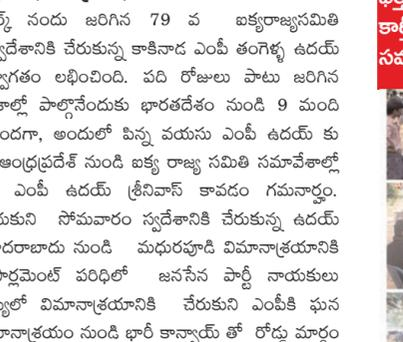 ర్క్ నందు జరిగిన 79 వ ఐక్యరాజ్యసమితి
్వదేశానికి చేరుకున్న కాకినాడ ఎంపీ తంగెళ్ళ ఉదయ్
్వాగతం లభించింది. పది రోజులు పాటు జరిగిన
శాల్లో పాల్గొనేందుకు భారతదేశం నుండి 9 మంది
ందగా, అందులో పిన్న వయసు ఎంపీ ఉదయ్ కు
ఆంధ్రప్రదేశ్ నుండి ఐక్య రాజ్య సమితి సమావేశాల్లో
ఎంపీ ఉదయ్ శ్రీనివాస్ కావడం గమనార్హం.
దుకుని సోమవారం స్వదేశానికి చేరుకున్న ఉదయ్
దరాబాదు నుండి మధురపూడి విమానాశ్రయానికి
పార్లమెంట్ పరిధిలో జనసేన పార్టీ నాయకులు
్యలో విమానాశ్రయానికి చేరుకుని ఎంపీకి ఘన
మానాశ్రయం నుండి భారీ కాన్వాయ్ తో రోడ్డు మార్గం
కాక
సమ